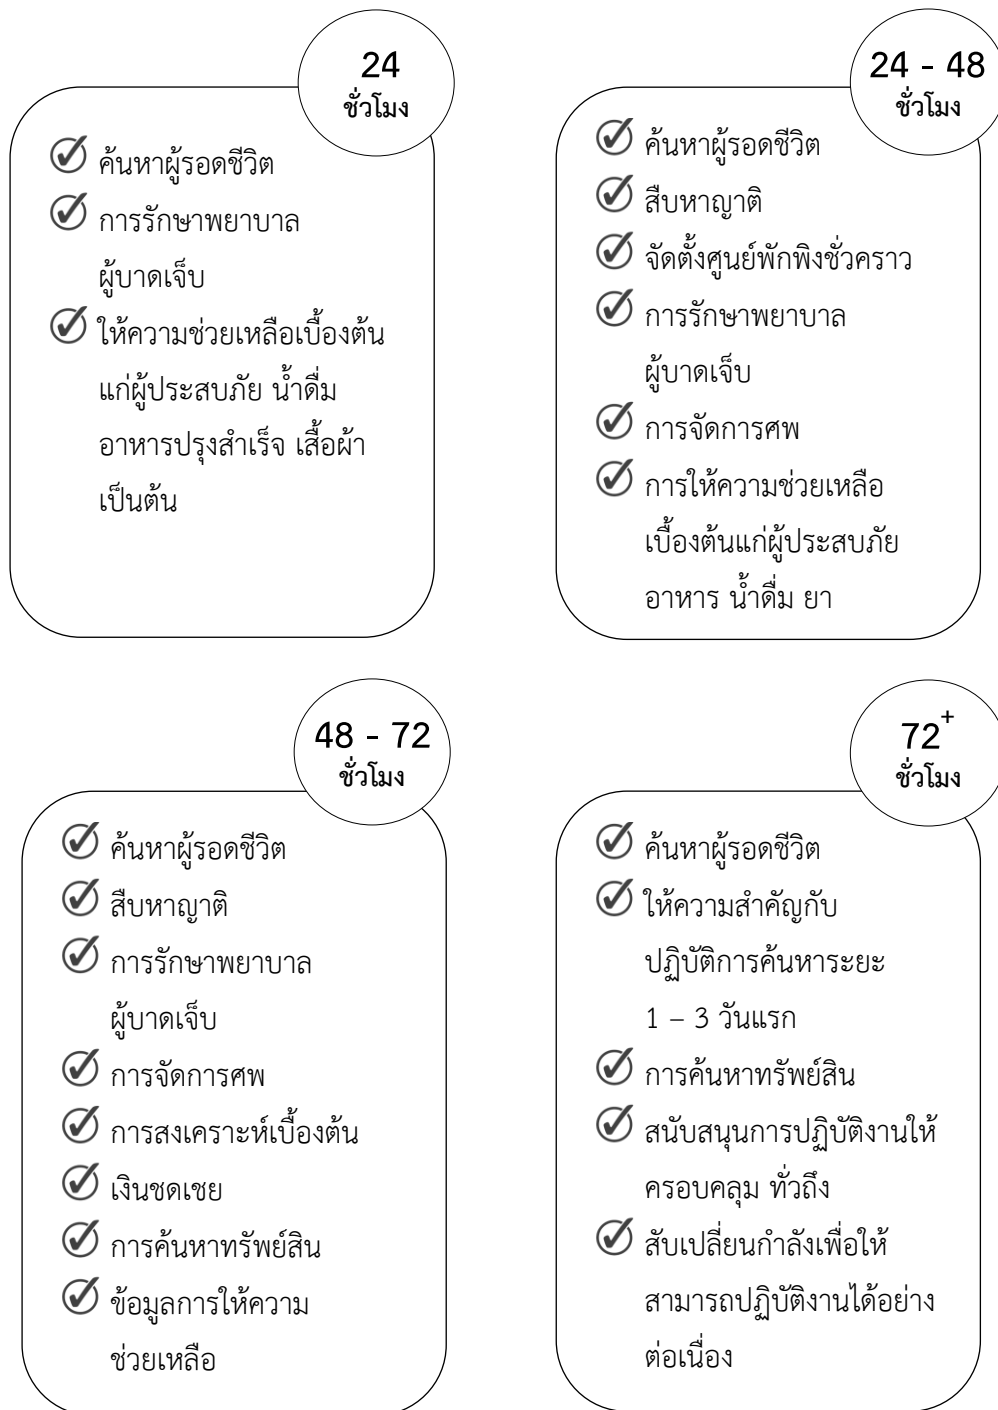 24
ชั่วโมง
ค้นหาผู้รอดชีวิต
การรักษาพยาบาล
ผู้บาดเจ็บ
ให้ความช่วยเหลือเบื้องต้น
แก่ผู้ประสบภัย น้ำดื่ม
อาหารปรุงสำเร็จ เสื้อผ้า
เป็นต้น
24 - 48
ชั่วโมง
ค้นหาผู้รอดชีวิต
สืบหาญาติ
จัดตั้งศูนย์พักพิงชั่วคราว
การรักษาพยาบาล
ผู้บาดเจ็บ
การจัดการศพ
การให้ความช่วยเหลือ
เบื้องต้นแก่ผู้ประสบภัย
อาหาร น้ำดื่ม ยา
48 - 72
ชั่วโมง
ค้นหาผู้รอดชีวิต
สืบหาญาติ
การรักษาพยาบาล
ผู้บาดเจ็บ
การจัดการศพ
การสงเคราะห์เบื้องต้น
เงินชดเชย
การค้นหาทรัพย์สิน
ข้อมูลการให้ความ
ช่วยเหลือ
72+
ชั่วโมง
ค้นหาผู้รอดชีวิต
ให้ความสำคัญกับ
ปฏิบัติการค้นหาระยะ
1 – 3 วันแรก
การค้นหาทรัพย์สิน
สนับสนุนการปฏิบัติงานให้
ครอบคลุม ทั่วถึง
สับเปลี่ยนกำลังเพื่อให้
สามารถปฏิบัติงานได้อย่าง
ต่อเนื่อง